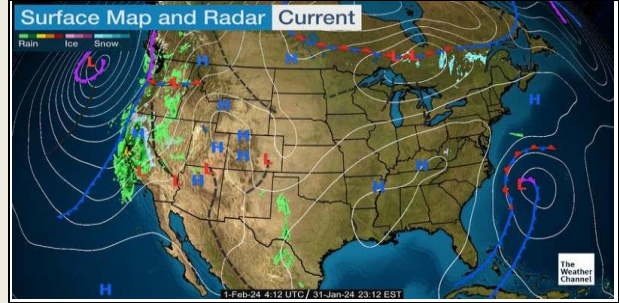 Surface Map and Radar Current
Rain Ice Snow
L
H
H
L L
L
H
H
H
H
H
H
L
L
L
L
H
H
H
L
H
The
Weather
Channel
1-Feb-24 4:12 UTC / 31-Jan-24 23:12 EST